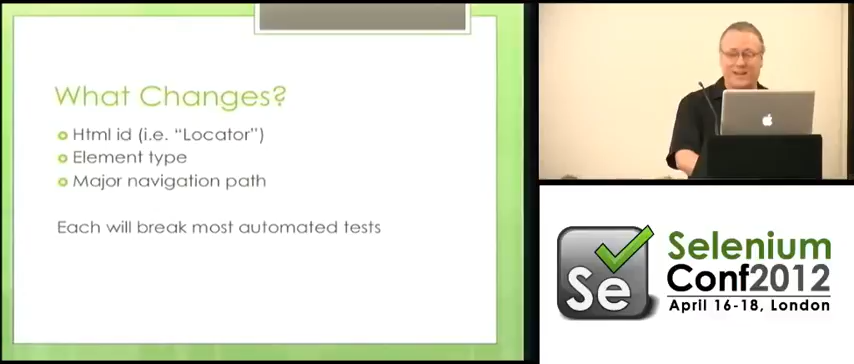 What Changes?
Html id (i.e. "Locator")
Element type
Major navigation path
Each will break most automated tests
Se
Selenium
Conf2012
April 16-18, London